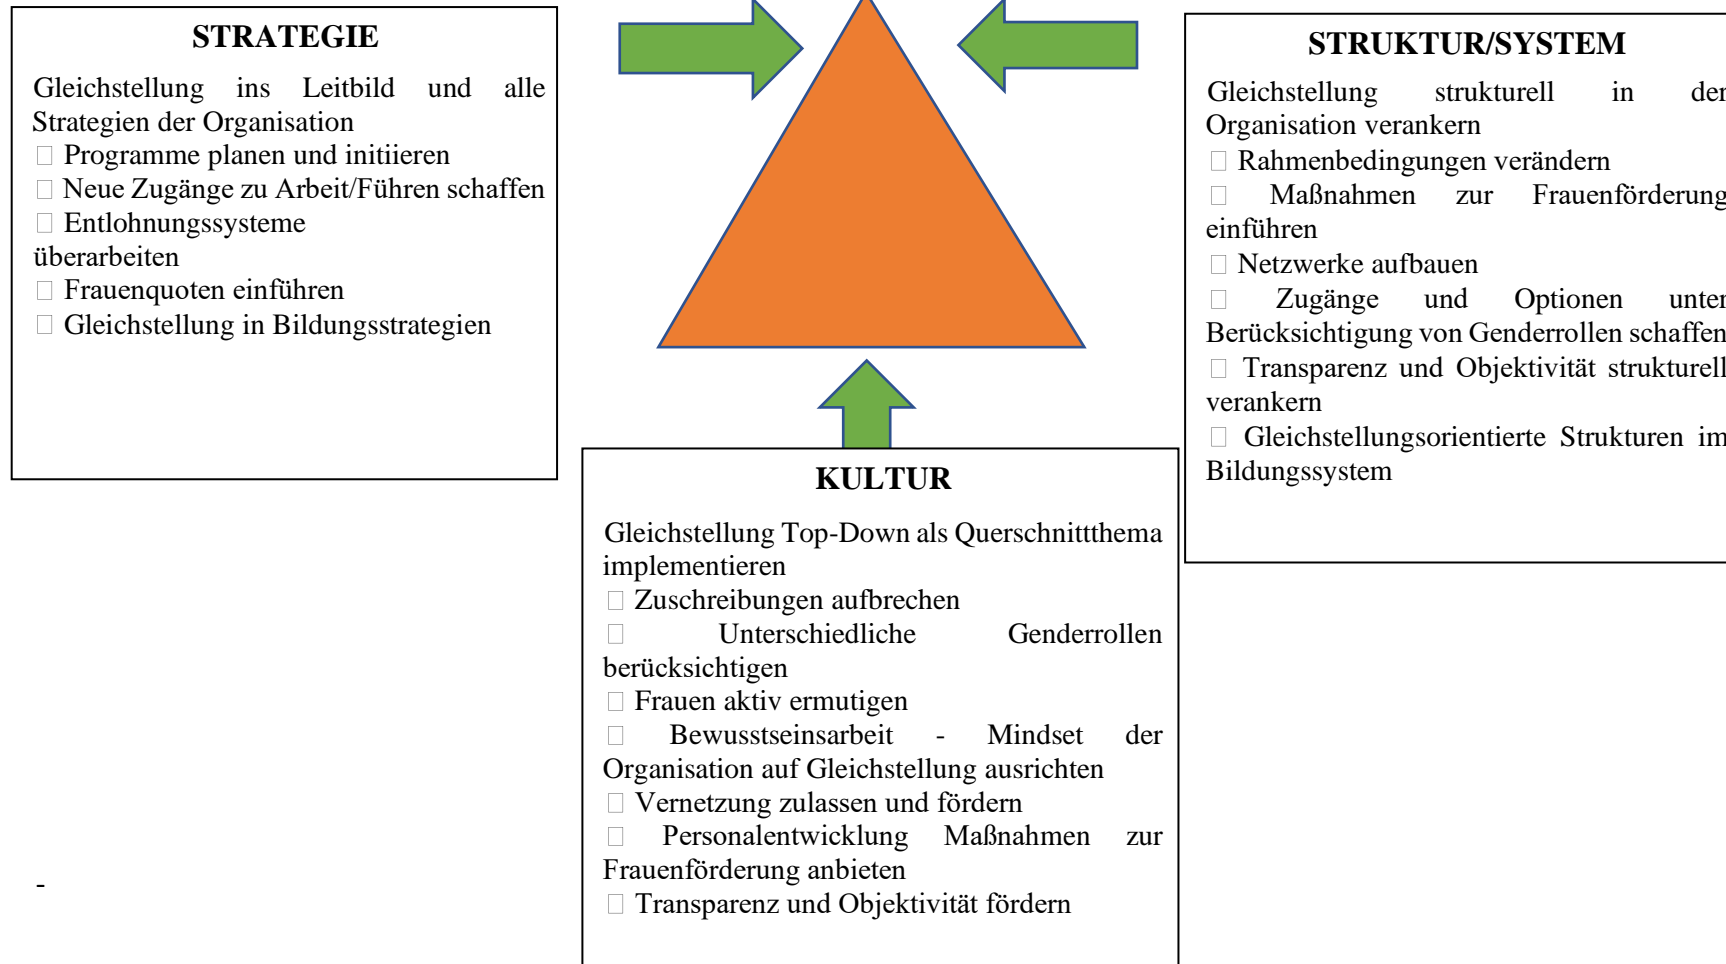 STRATEGIE
Gleichstellung ins Leitbild und alle
Strategien der Organisation
□ Programme planen und initiieren
□ Neue Zugänge zu Arbeit/Führen schaffen
□ Entlohnungssysteme
überarbeiten
□ Frauenquoten einführen
□ Gleichstellung in Bildungsstrategien
STRUKTUR/SYSTEM
Gleichstellung strukturell in der
Organisation verankern
□ Rahmenbedingungen verändern
□ Maßnahmen zur Frauenförderung
einführen
□ Netzwerke aufbauen
□ Zugänge und Optionen unter
Berücksichtigung von Genderrollen schaffen
□ Transparenz und Objektivität strukturell
verankern
□ Gleichstellungsorientierte Strukturen im
Bildungssystem
KULTUR
Gleichstellung Top-Down als Querschnittthema
implementieren
□ Zuschreibungen aufbrechen
□ Unterschiedliche Genderrollen
berücksichtigen
□ Frauen aktiv ermutigen
□ Bewusstseinsarbeit - Mindset der
Organisation auf Gleichstellung ausrichten
□ Vernetzung zulassen und fördern
□ Personalentwicklung Maßnahmen zur
Frauenförderung anbieten
□ Transparenz und Objektivität fördern
-